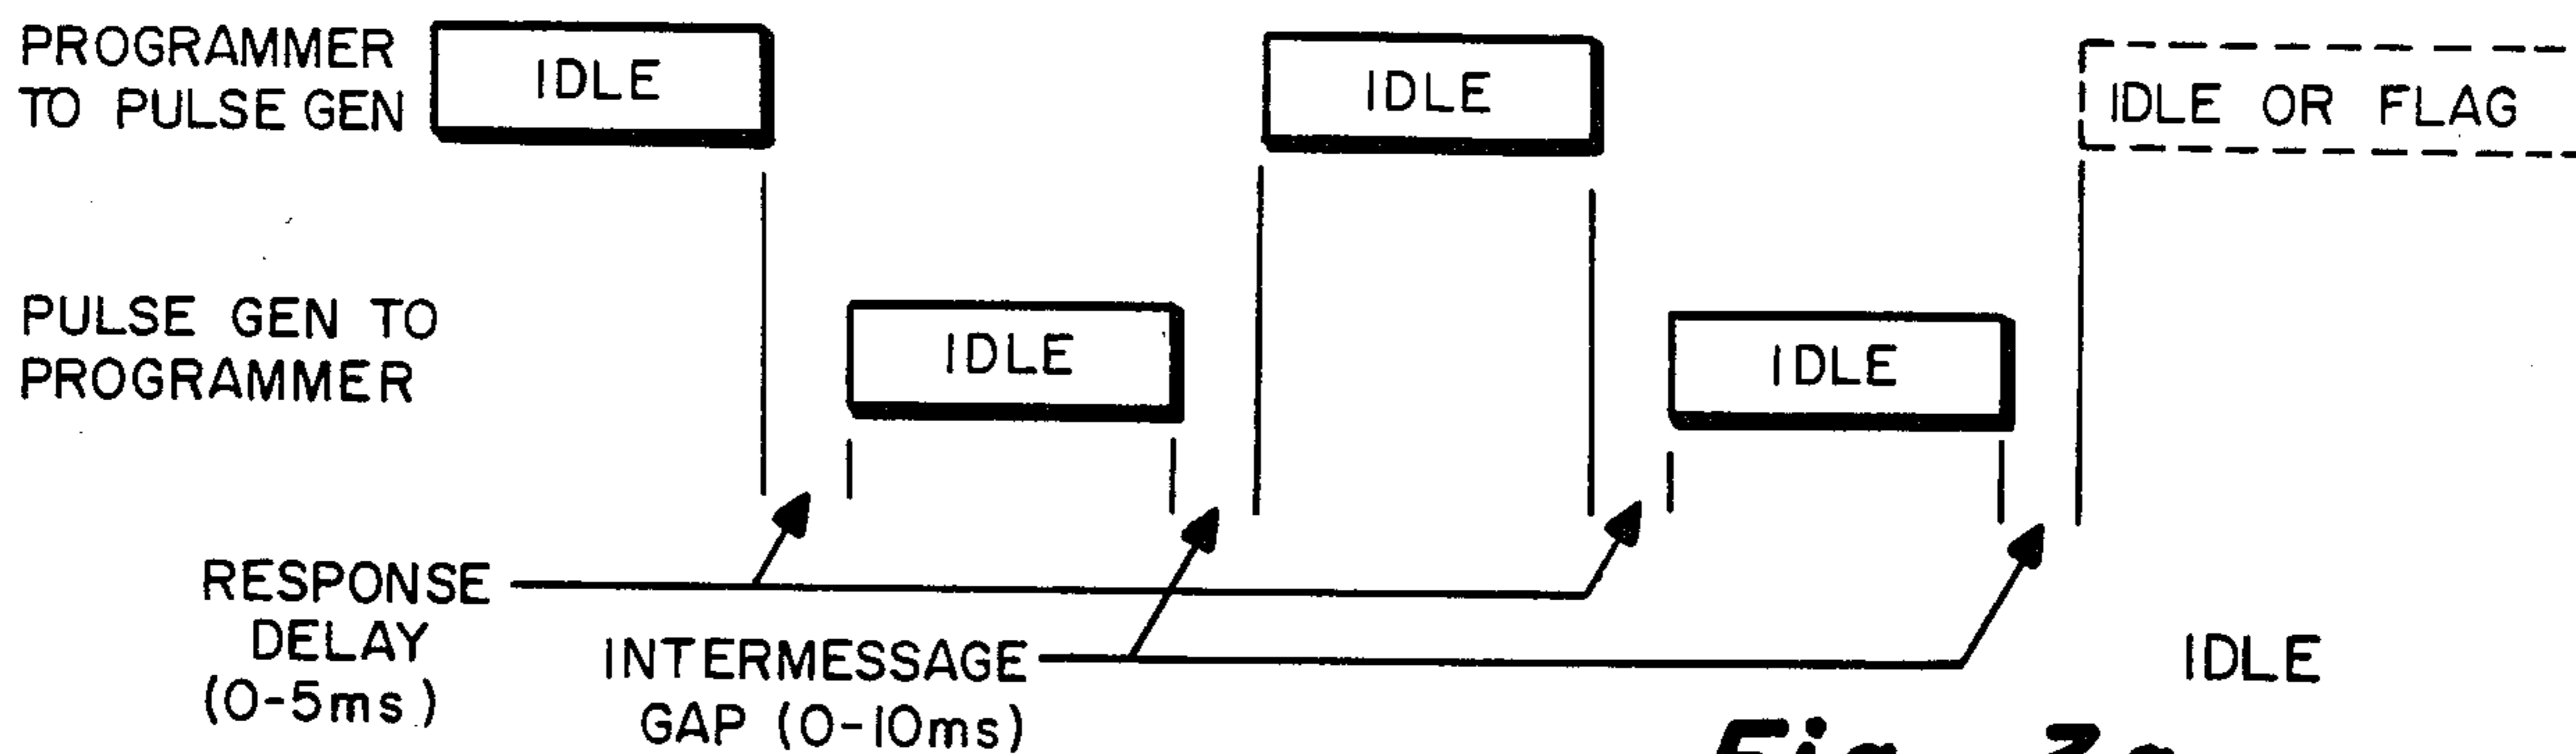 PROGRAMMER
TO PULSE GEN
IDLE
IDLE
IDLE OR FLAG
PULSE GEN TO
PROGRAMMER
IDLE
IDLE
RESPONSE
DELAY
(0-5ms)
INTERMESSAGE
GAP (0-10ms)
IDLE